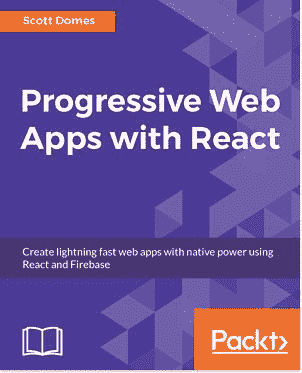 Scott Domes
Progressive Web
Apps with React
Create lightning fast web apps with native power using
React and Firebase
Packt>